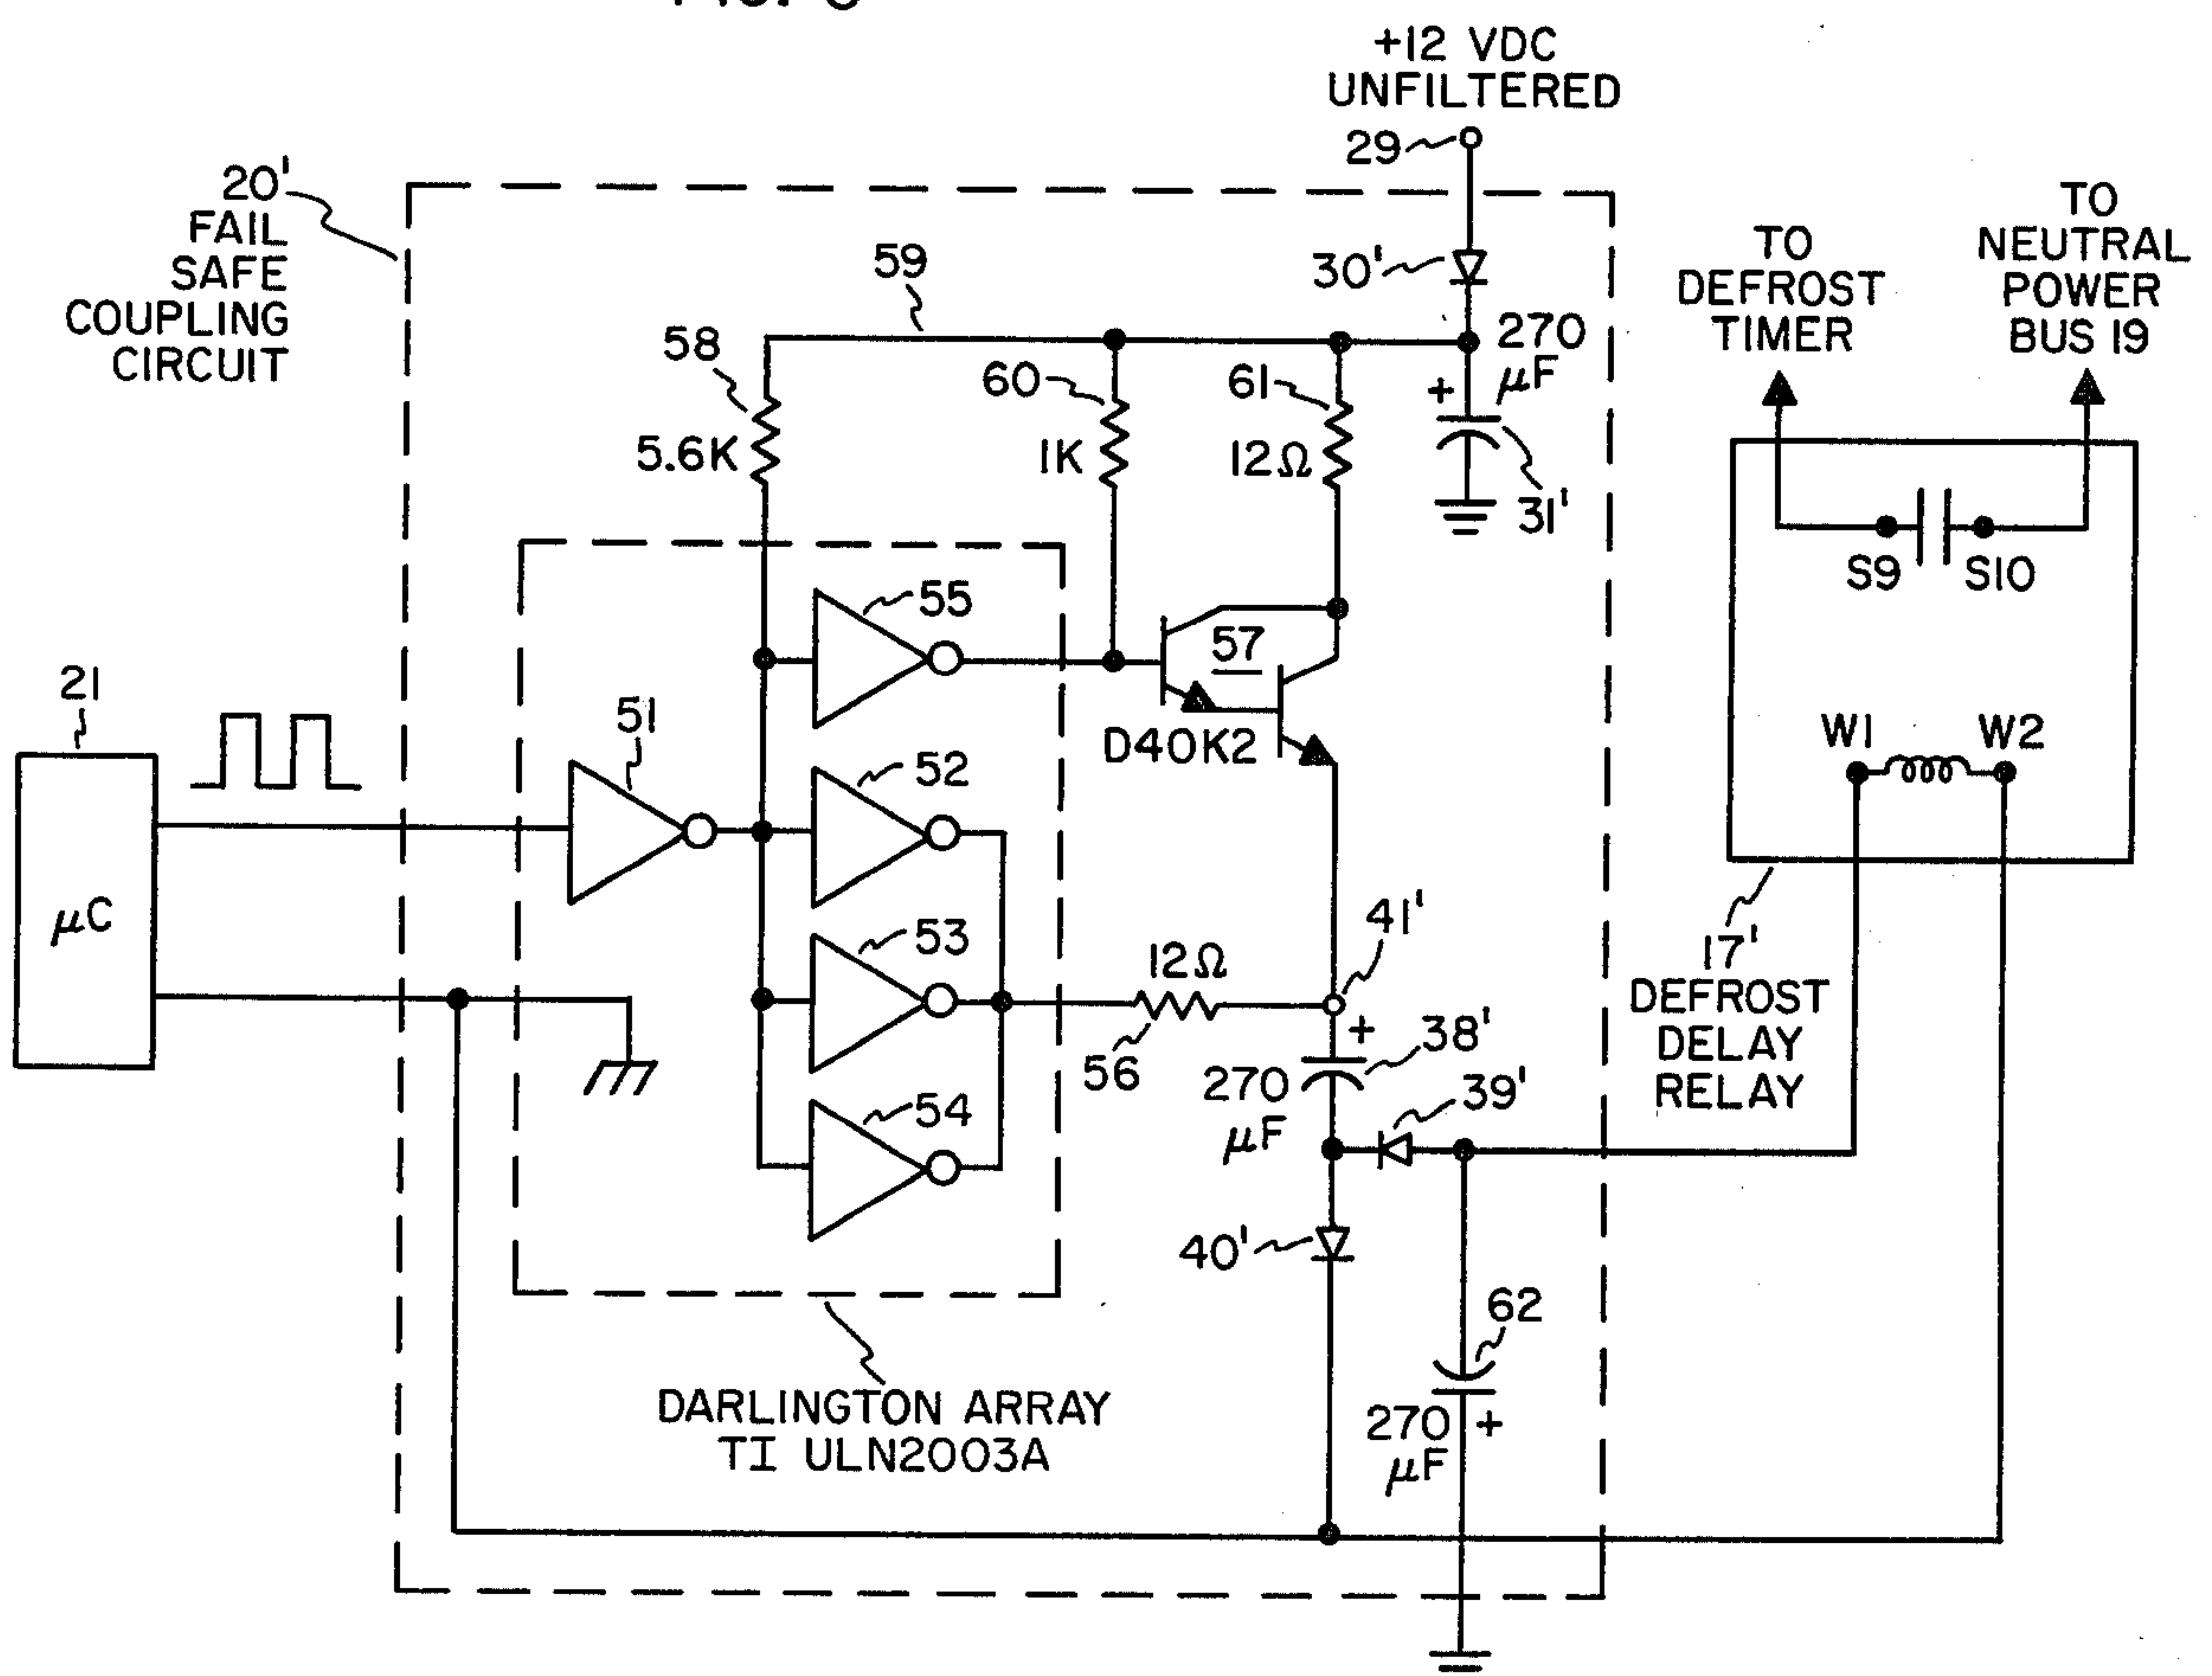 +12 VDC
UNFILTERED
29
20'
FAIL
SAFE
COUPLING
CIRCUIT
TO
DEFROST
TIMER
TO
NEUTRAL
POWER
BUS 19
30'
59
58
5.6K
60
1K
61
12Ω
270
μF
+
31'
S9
S10
55
57
D40K2
21
μC
51
52
53
54
W1
W2
17'
DEFROST
DELAY
RELAY
12Ω
56
41'
+
38'
270
μF
39'
40'
62
270
μF
+
DARLINGTON ARRAY
TI ULN2003A